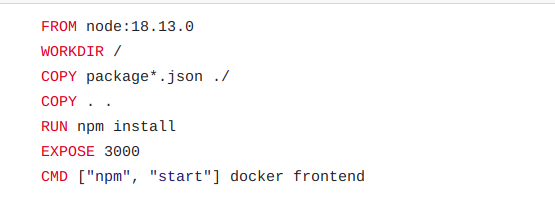 FROM node:18.13.0
WORKDIR /
COPY package*.json ./
COPY . .
RUN npm install
EXPOSE 3000
CMD ["npm", "start"] docker frontend